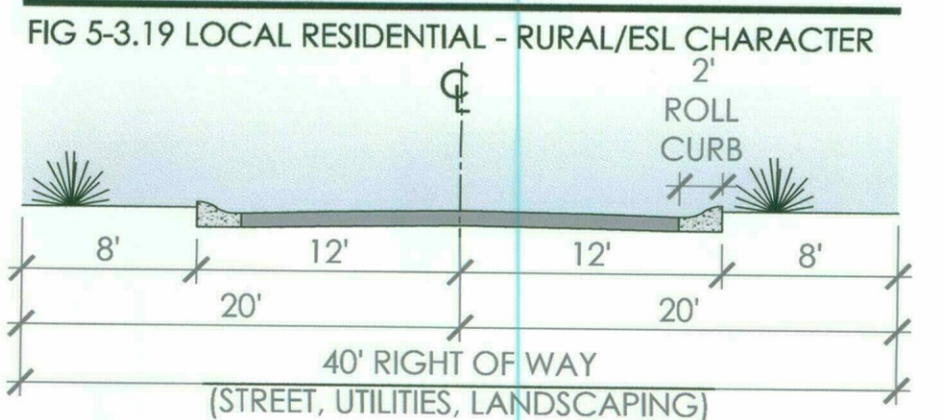 FIG 5-3.19 LOCAL RESIDENTIAL - RURAL/ESL CHARACTER
℄
2'
ROLL
CURB
8' 12' 12' 8'
20' 20'
40' RIGHT OF WAY
(STREET, UTILITIES, LANDSCAPING)